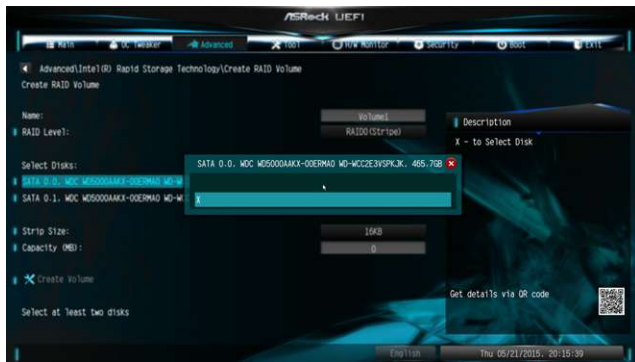 ASRock UEFI
Main OC Tweaker Advanced Tool H/W Monitor Security Boot Exit
Advanced\Intel(R) Rapid Storage Technology\Create RAID Volume
Create RAID Volume
Name: Volume1
RAID Level: RAID0(Stripe)
Select Disks:
SATA 0.0, WDC WD5000AAKX-00ERMA0 WD-W
SATA 0.1, WDC WD5000AAKX-00ERMA0 WD-W
SATA 0.0, WDC WD5000AAKX-00ERMA0 WD-WCC2E3VSPKJK, 465.7GB
X
Strip Size: 16KB
Capacity (MB): 0
Create Volume
Select at least two disks
Description
X - to Select Disk
Get details via QR code
English
Thu 05/21/2015, 20:15:39